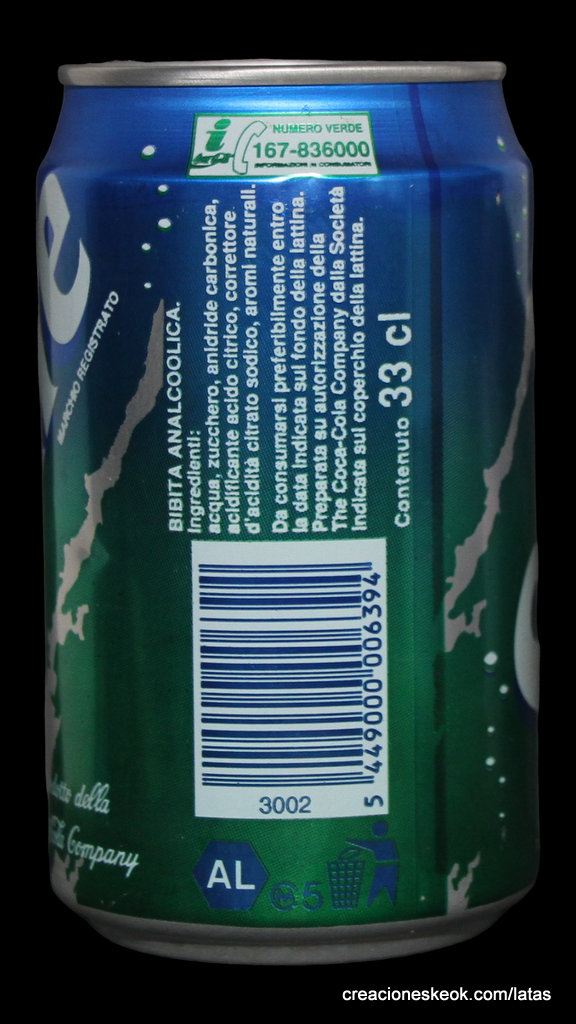 NUMERO VERDE
167-836000
INFORMAZIONI AI CONSUMATORI
e
MARCHIO REGISTRATO
BIBITA ANALCOOLICA.
Ingredienti:
acqua, zucchero, anidride carbonica,
acidificante acido citrico, correttore
d'acidità citrato sodico, aromi naturali.
Da consumarsi preferibilmente entro
la data indicata sul fondo della lattina.
Preparata su autorizzazione della
The Coca-Cola Company dalla Società
indicata sul coperchio della lattina.
Contenuto 33 cl
5 449000 006394
3002
della
Company
AL
5
creacioneskeok.com/latas